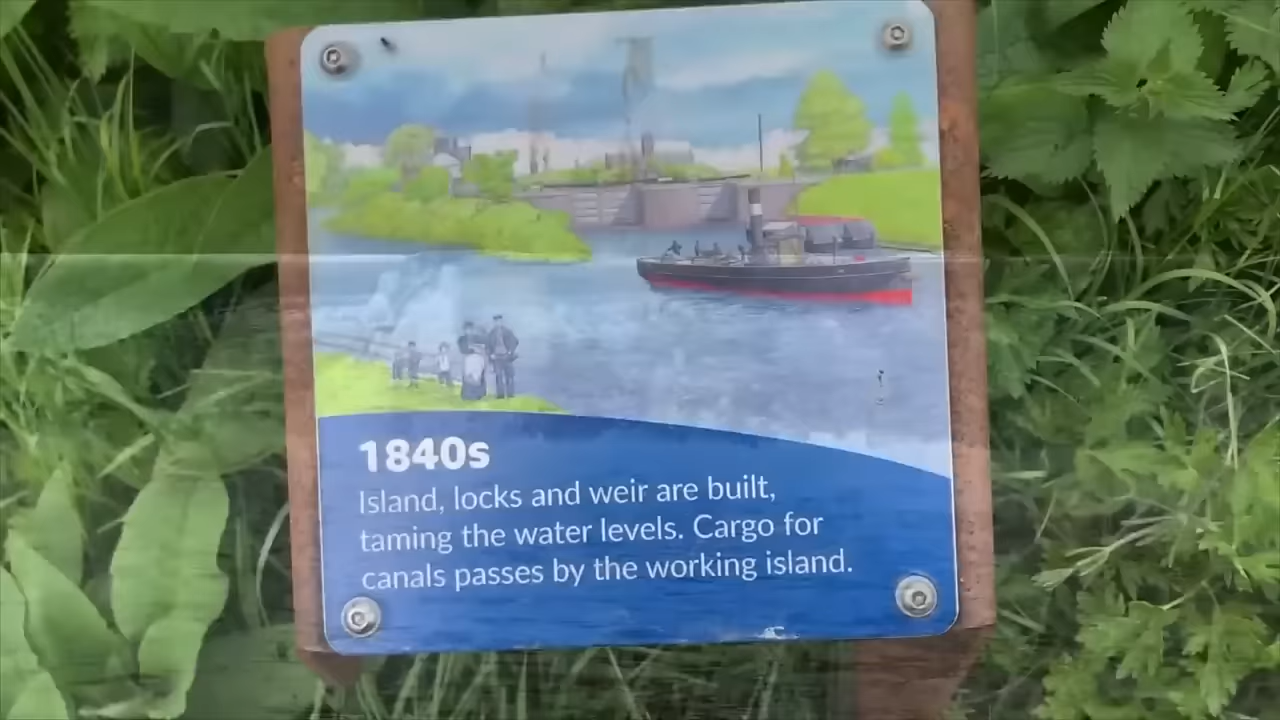 1840s
Island, locks and weir are built,
taming the water levels. Cargo for
canals passes by the working island.